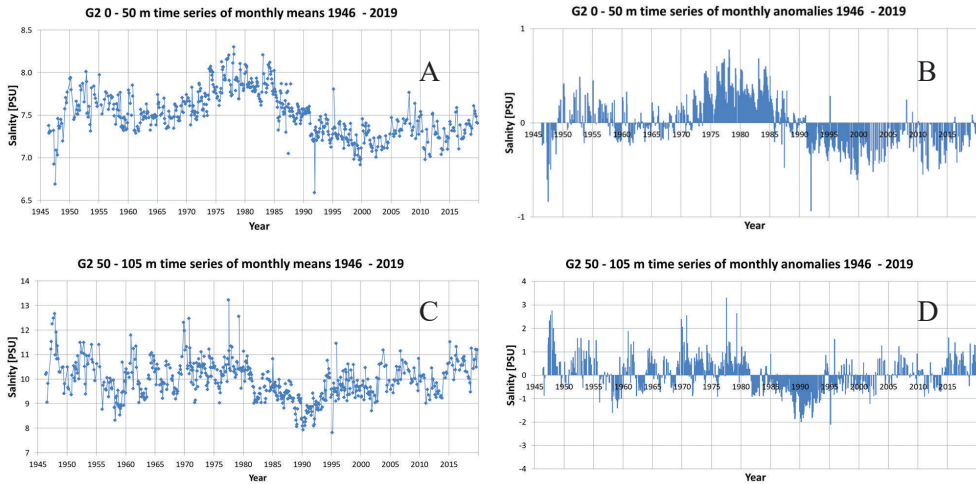 G2 0 - 50 m time series of monthly means 1946 - 2019
A
Salinity [PSU]
8.5
8.0
7.5
7.0
6.5
1945 1950 1955 1960 1965 1970 1975 1980 1985 1990 1995 2000 2005 2010 2015
Year
G2 0 - 50 m time series of monthly anomalies 1946 - 2019
B
Salinity [PSU]
1
0
-1
1945 1950 1955 1960 1965 1970 1975 1980 1985 1991 1995 2000 2005 2010 2015
Year
G2 50 - 105 m time series of monthly means 1946 - 2019
C
Salinity [PSU]
14
13
12
11
10
9
8
7
1945 1950 1955 1960 1965 1970 1975 1980 1985 1990 1995 2000 2005 2010 2015
Year
G2 50 - 105 m time series of monthly anomalies 1946 - 2019
D
Salinity [PSU]
4
3
2
1
0
-1
-2
-3
-4
1945 1950 1955 1960 1965 1970 1975 1980 1985 1990 1995 2000 2005 2010 2015
Year